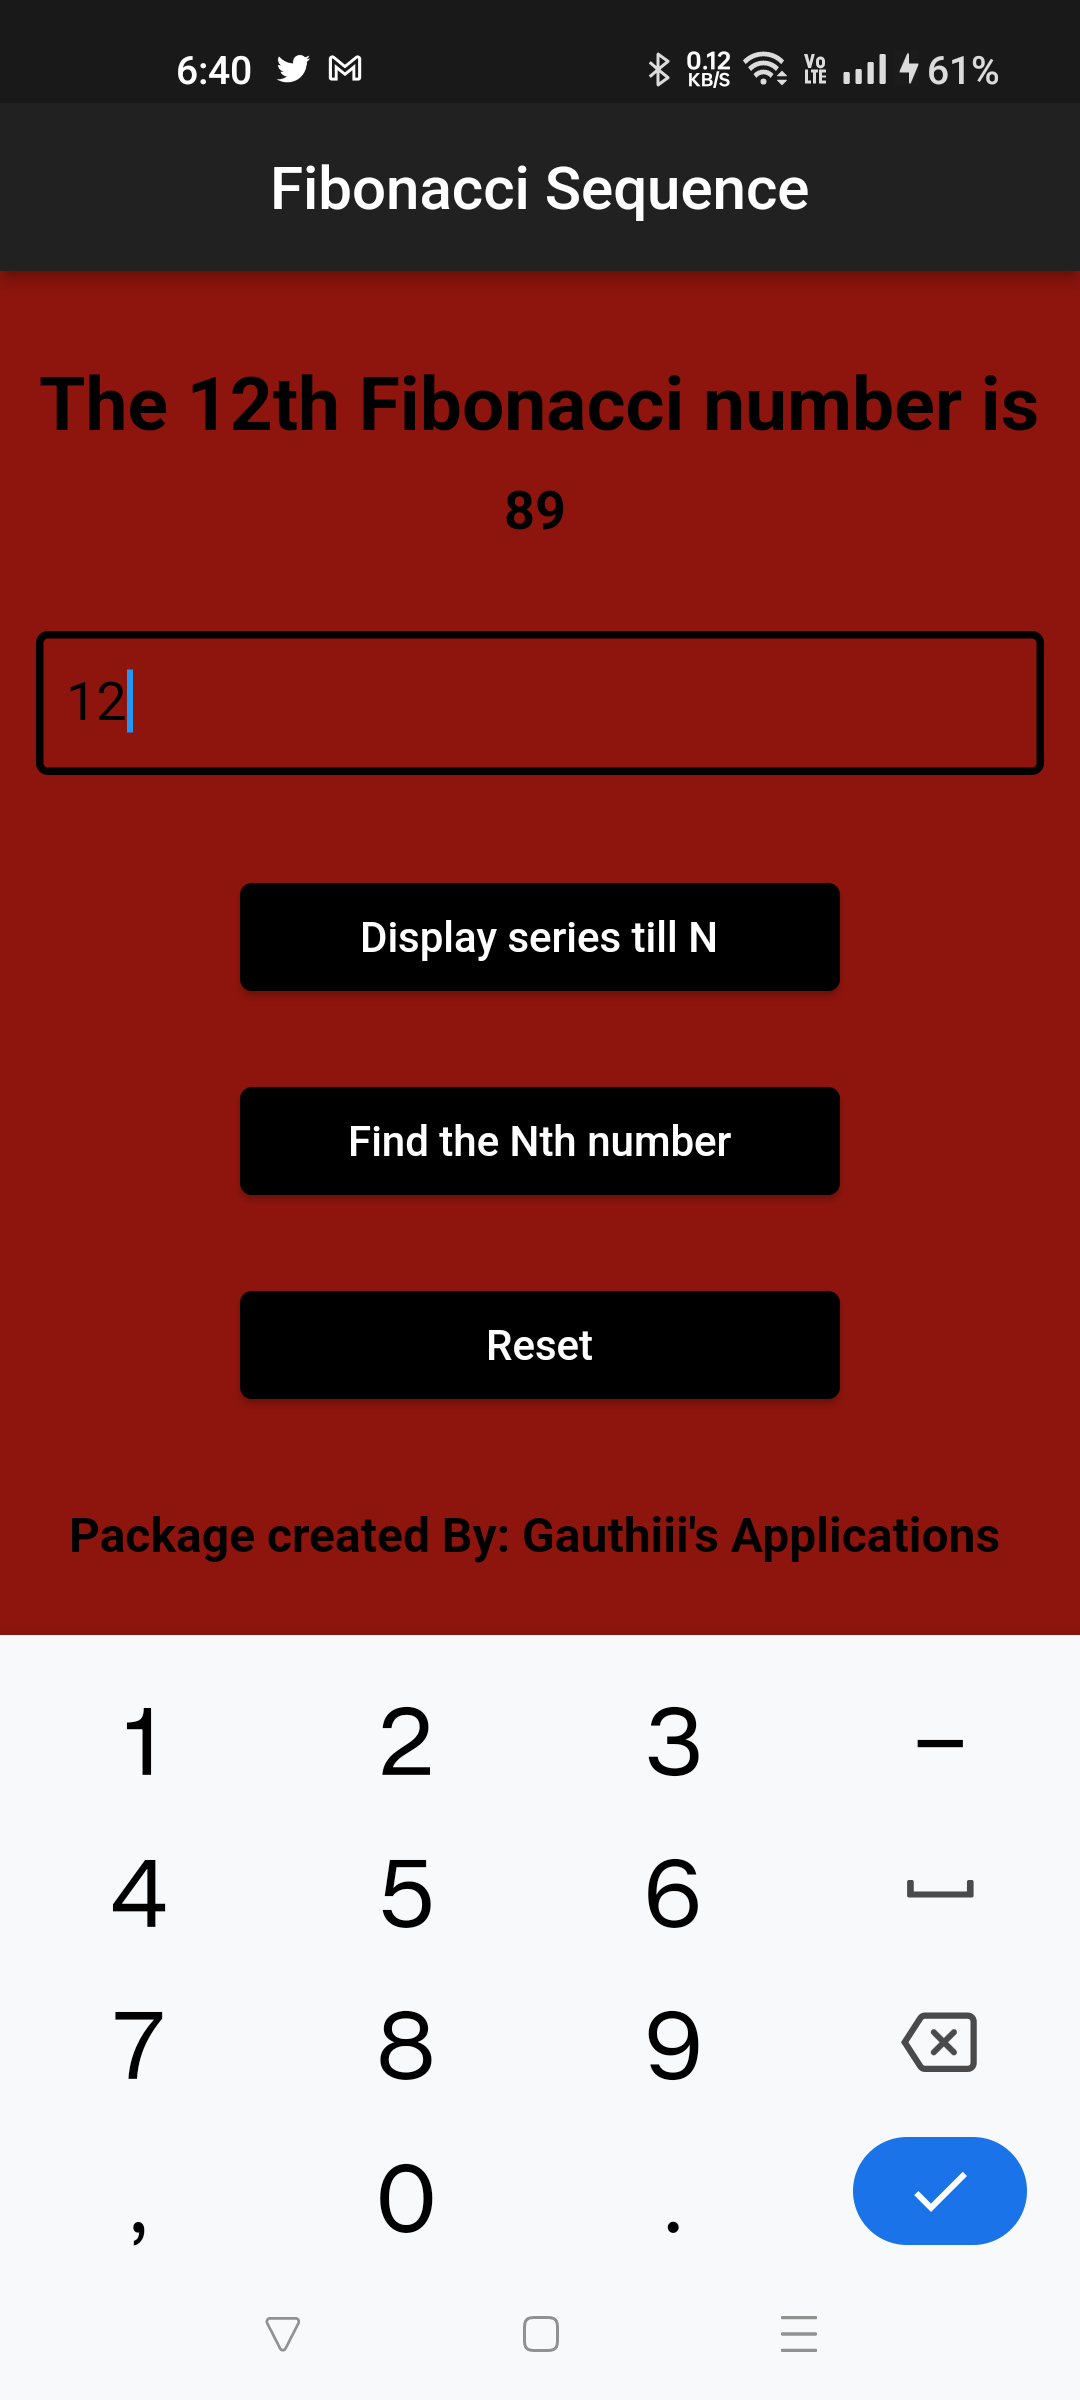 6:40 0.12 KB/S Vo LTE 61%
Fibonacci Sequence
The 12th Fibonacci number is
89
12
Display series till N
Find the Nth number
Reset
Package created By: Gauthiii's Applications
1 2 3 –
4 5 6
7 8 9
, 0 .